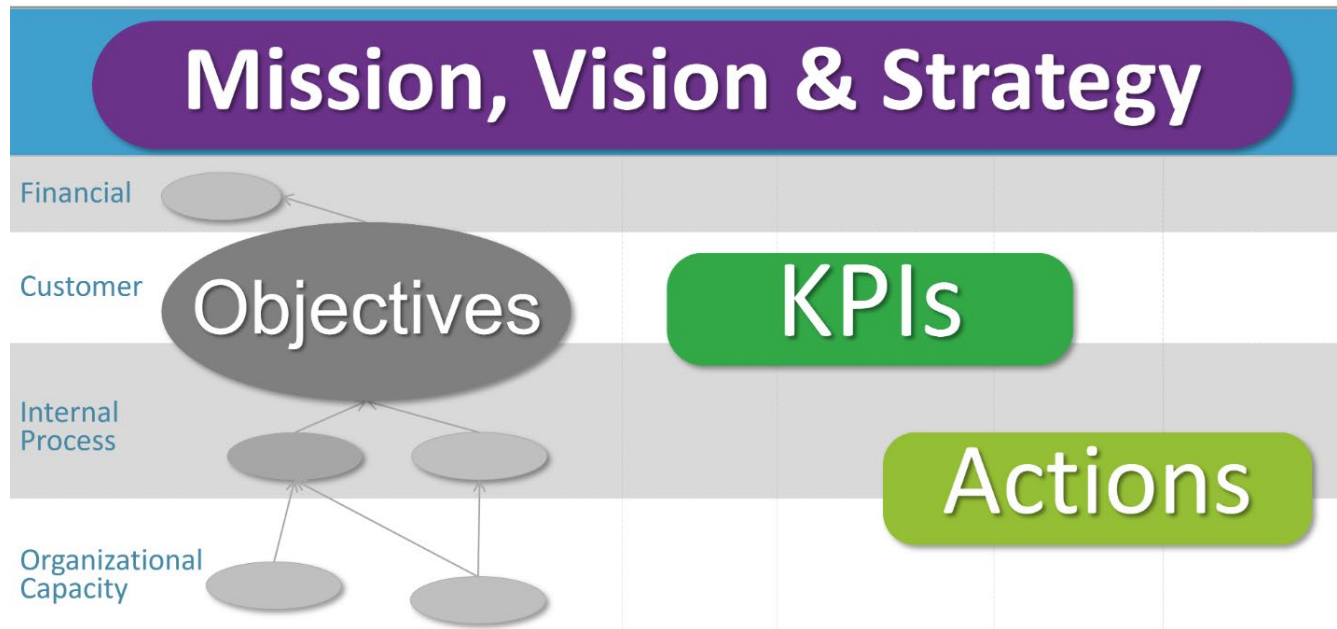 Mission, Vision & Strategy
Financial
Customer
Objectives
KPIs
Internal
Process
Actions
Organizational
Capacity